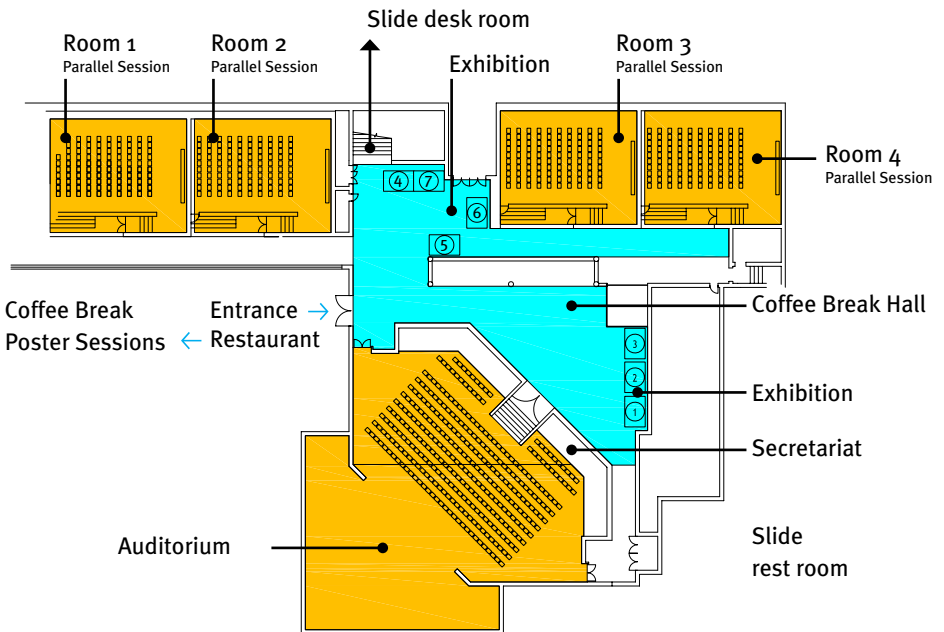 Slide desk room
Room 1
Parallel Session
Room 2
Parallel Session
Exhibition
Room 3
Parallel Session
Room 4
Parallel Session
4
7
6
5
Coffee Break
Poster Sessions
Entrance →
← Restaurant
Coffee Break Hall
3
2
1
Exhibition
Secretariat
Auditorium
Slide
rest room